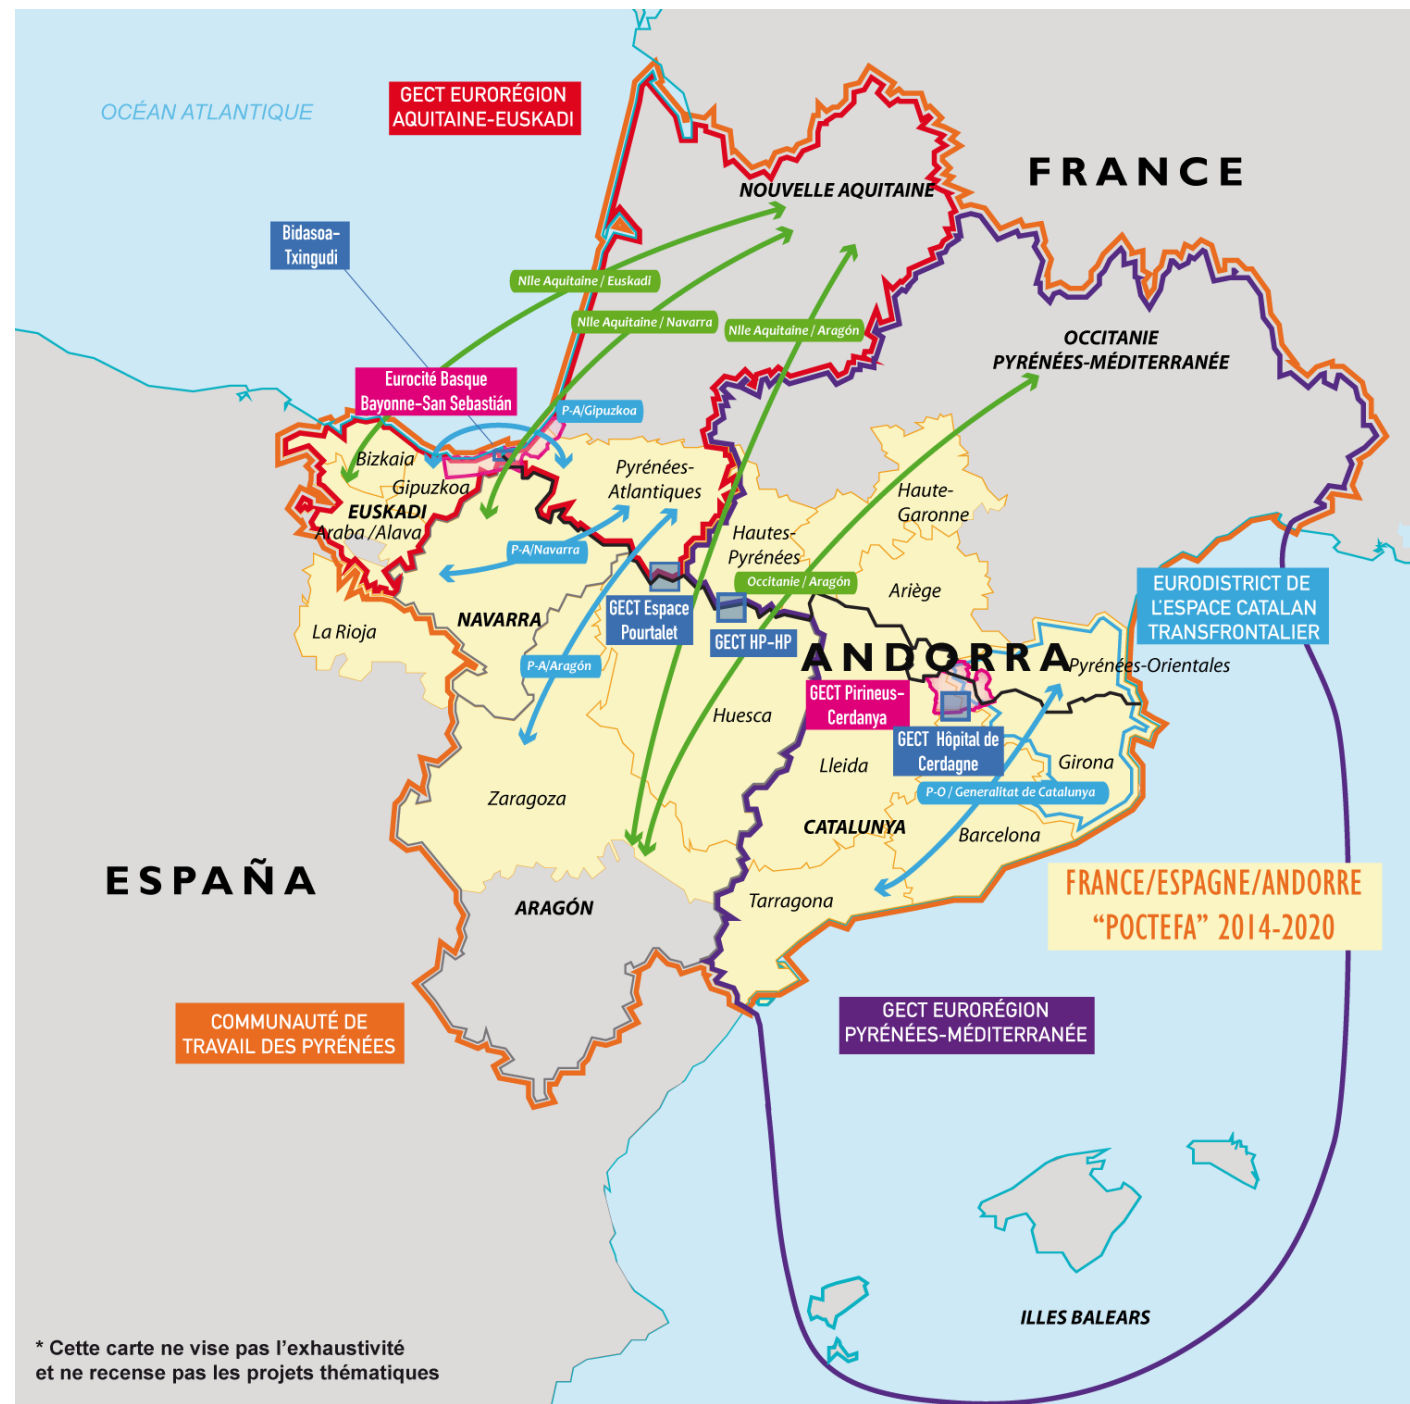 OCÉAN ATLANTIQUE
GECT EURORÉGION
AQUITAINE-EUSKADI
FRANCE
NOUVELLE AQUITAINE
Bidasoa–
Txingudi
Nlle Aquitaine / Euskadi
Nlle Aquitaine / Navarra
Nlle Aquitaine / Aragón
OCCITANIE
PYRÉNÉES-MÉDITERRANÉE
Eurocité Basque
Bayonne–San Sebastián
P-A/Gipuzkoa
Bizkaia
Gipuzkoa
EUSKADI
Araba /Alava
Pyrénées-
Atlantiques
Haute-
Garonne
Hautes-
Pyrénées
P-A/Navarra
Occitanie / Aragón
Ariège
EURODISTRICT DE
L'ESPACE CATALAN
TRANSFRONTALIER
La Rioja
NAVARRA
GECT Espace
Pourtalet
GECT HP-HP
ANDORRA
Pyrénées-Orientales
P-A/Aragón
GECT Pirineus–
Cerdanya
Huesca
GECT Hôpital de
Cerdagne
Lleida
Girona
Zaragoza
P-O / Generalitat de Catalunya
CATALUNYA
Barcelona
ESPAÑA
ARAGÓN
Tarragona
FRANCE/ESPAGNE/ANDORRE
“POCTEFA” 2014-2020
COMMUNAUTÉ DE
TRAVAIL DES PYRÉNÉES
GECT EURORÉGION
PYRÉNÉES-MÉDITERRANÉE
ILLES BALEARS
* Cette carte ne vise pas l'exhaustivité
et ne recense pas les projets thématiques